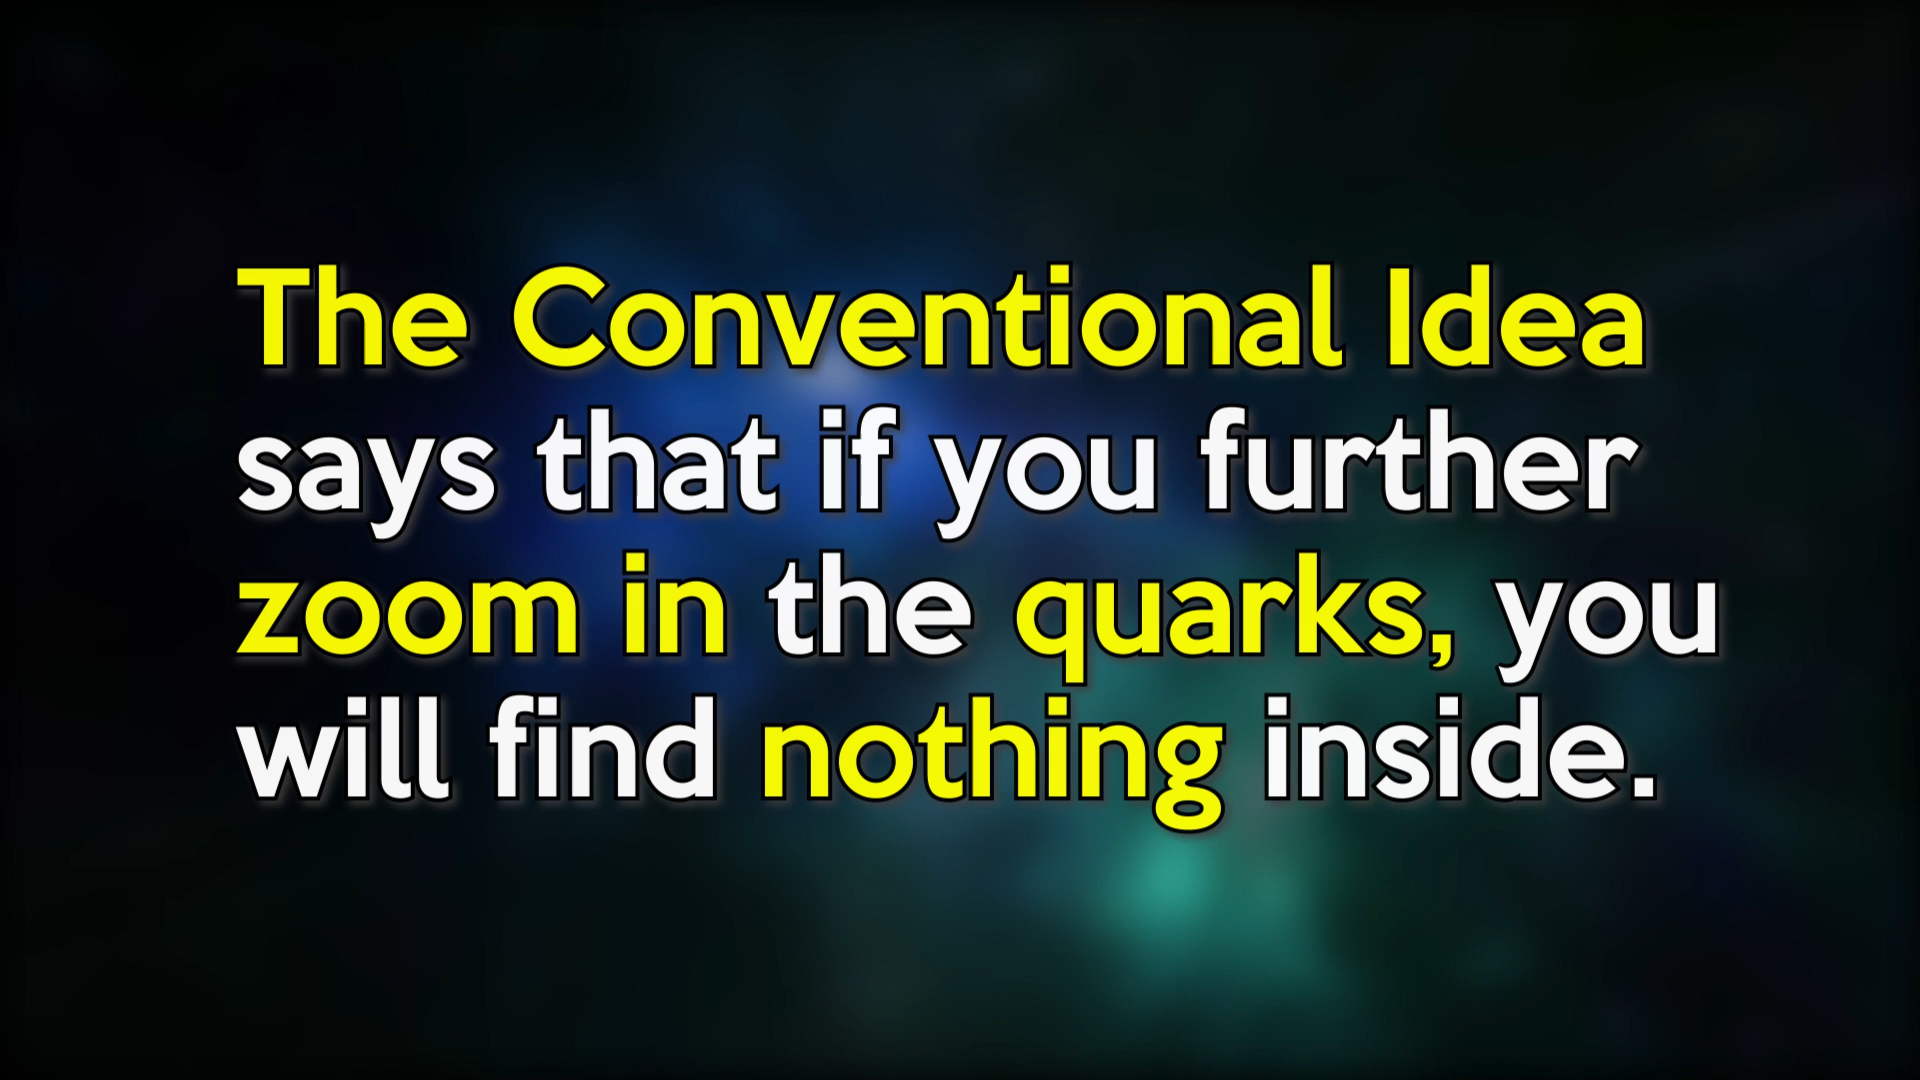 The Conventional Idea
says that if you further
zoom in the quarks, you
will find nothing inside.